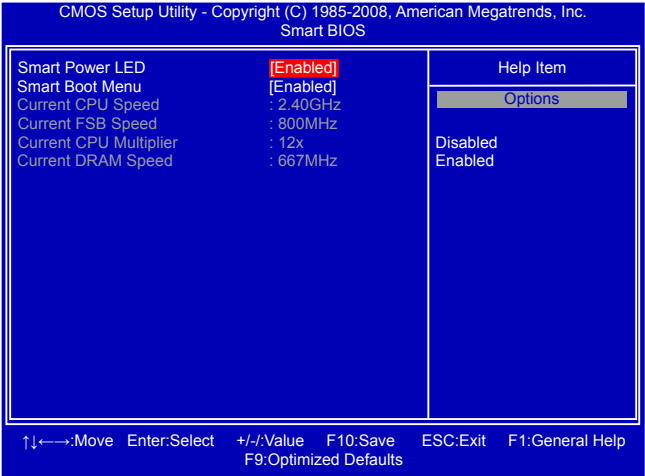 CMOS Setup Utility - Copyright (C) 1985-2008, American Megatrends, Inc.
Smart BIOS
Smart Power LED [Enabled]
Smart Boot Menu [Enabled]
Current CPU Speed : 2.40GHz
Current FSB Speed : 800MHz
Current CPU Multiplier : 12x
Current DRAM Speed : 667MHz
Help Item
Options
Disabled
Enabled
↑↓←→:Move Enter:Select +/-/:Value F10:Save ESC:Exit F1:General Help
F9:Optimized Defaults